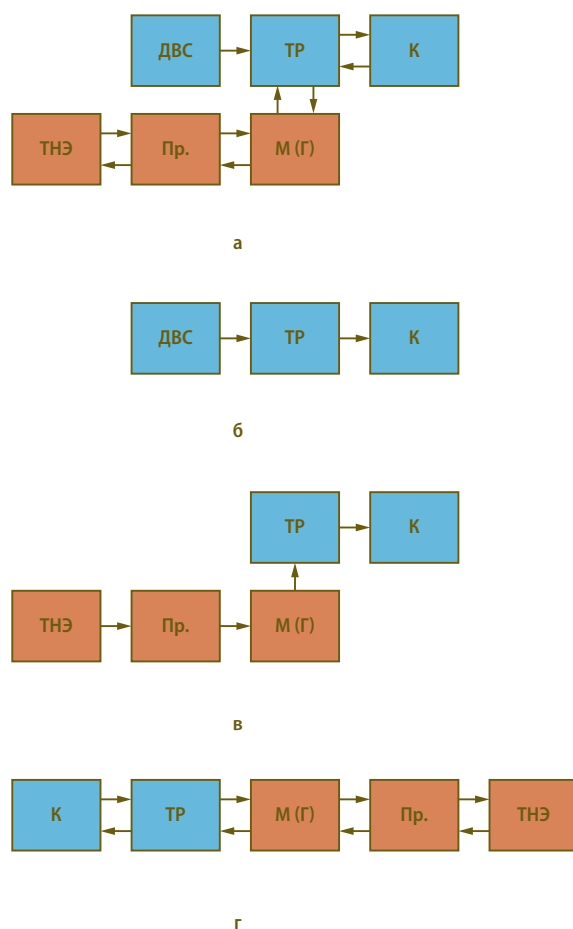 ДВС ТР К
ТНЭ Пр. М (Г)
а
ДВС ТР К
б
ТР К
ТНЭ Пр. М (Г)
в
К ТР М (Г) Пр. ТНЭ
г